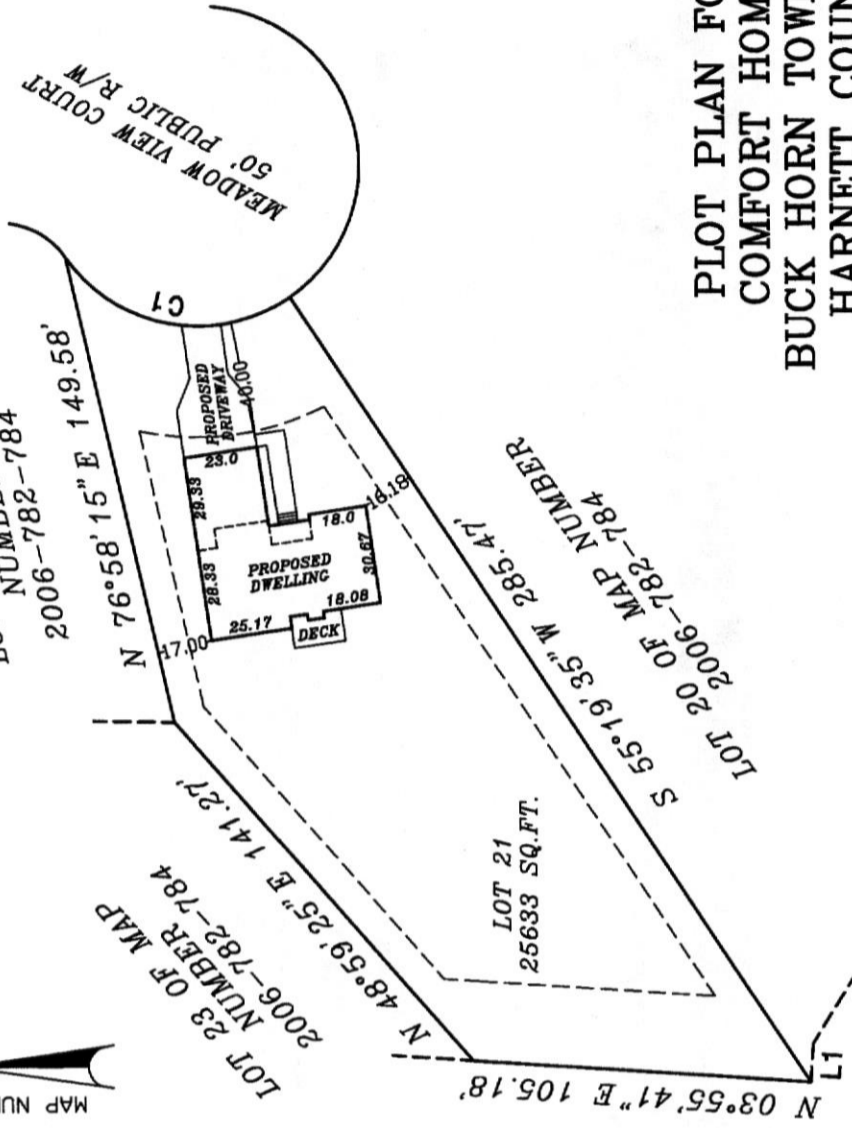 MEADOW VIEW COURT
50' PUBLIC R/W
NUMBE
2006-782-784
N 76°58'15"E 149.58'
C1
PROPOSED
DRIVEWAY
40.00
23.0
29.33
28.33
PROPOSED
DWELLING
18.0
18.18
30.67
18.08
25.17
DECK
17.00
N 48°59'25"E 141.27'
LOT 23 OF MAP
NUMBER
2006-782-784
S 55°19'35"W 285.47'
LOT 20 OF MAP NUMBER
2006-782-784
LOT 21
25633 SQ.FT.
N 03°55'41"E 105.18'
L1
MAP NU
PLOT PLAN FO
COMFORT HOM
BUCK HORN TOW
HARNETT COUN